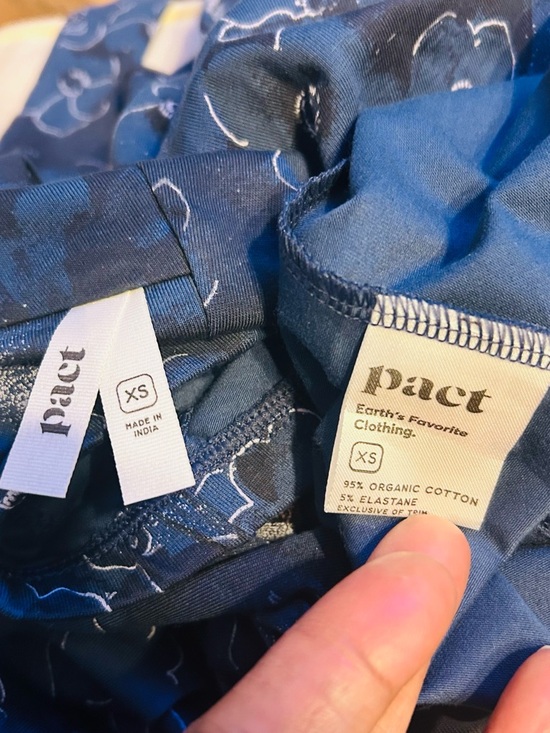 pact
XS
MADE IN
INDIA
pact
Earth's Favorite
Clothing.
XS
95% ORGANIC COTTON
5% ELASTANE
EXCLUSIVE OF TRIM